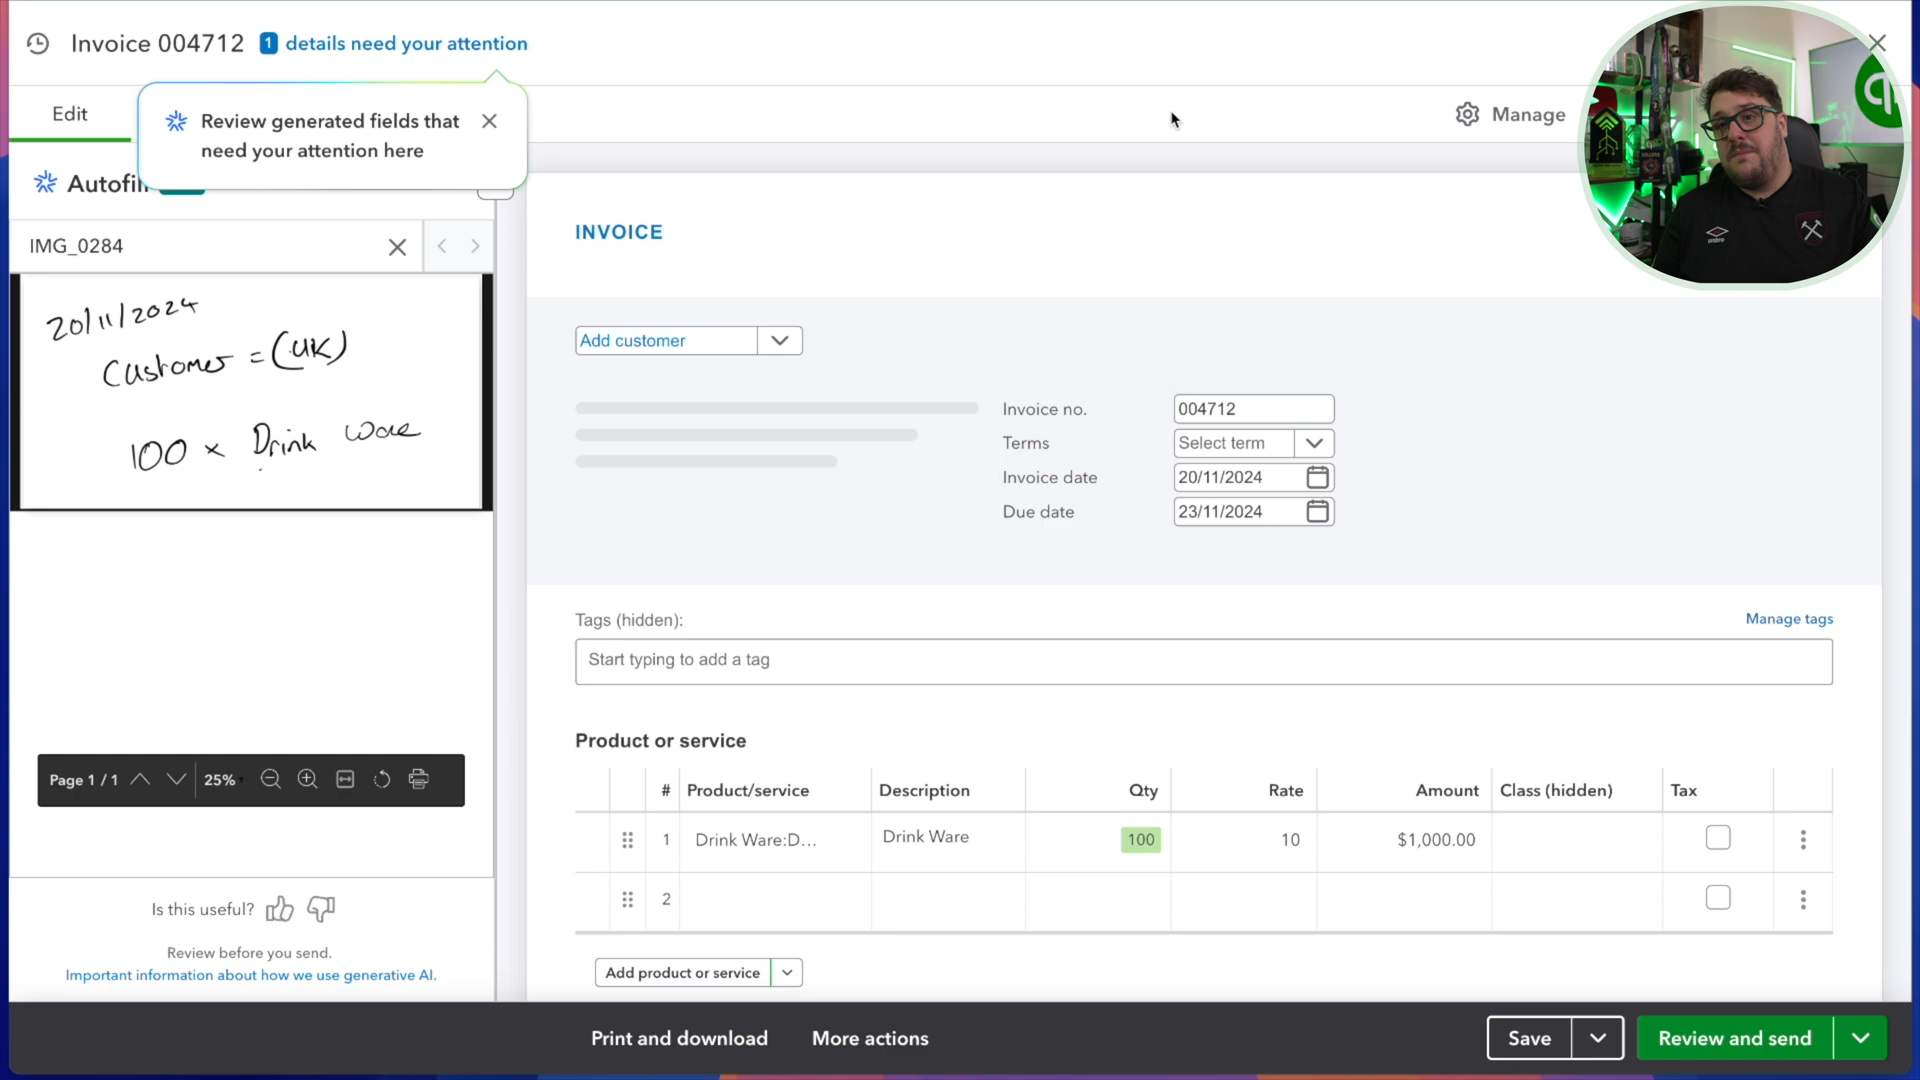 Invoice 004712 1 details need your attention
Edit
Review generated fields that
need your attention here
Manage
IMG_0284
20/11/2024
Customer = (UK)
100 x Drink Ware
Page 1 / 1 25%
Is this useful?
Review before you send.
Important information about how we use generative AI.
INVOICE
Add customer
Invoice no. 004712
Terms Select term
Invoice date 20/11/2024
Due date 23/11/2024
Tags (hidden):
Manage tags
Start typing to add a tag
Product or service
# Product/service Description Qty Rate Amount Class (hidden) Tax
1 Drink Ware:D... Drink Ware 100 10 $1,000.00
2
Add product or service
Print and download More actions Save Review and send
umbro